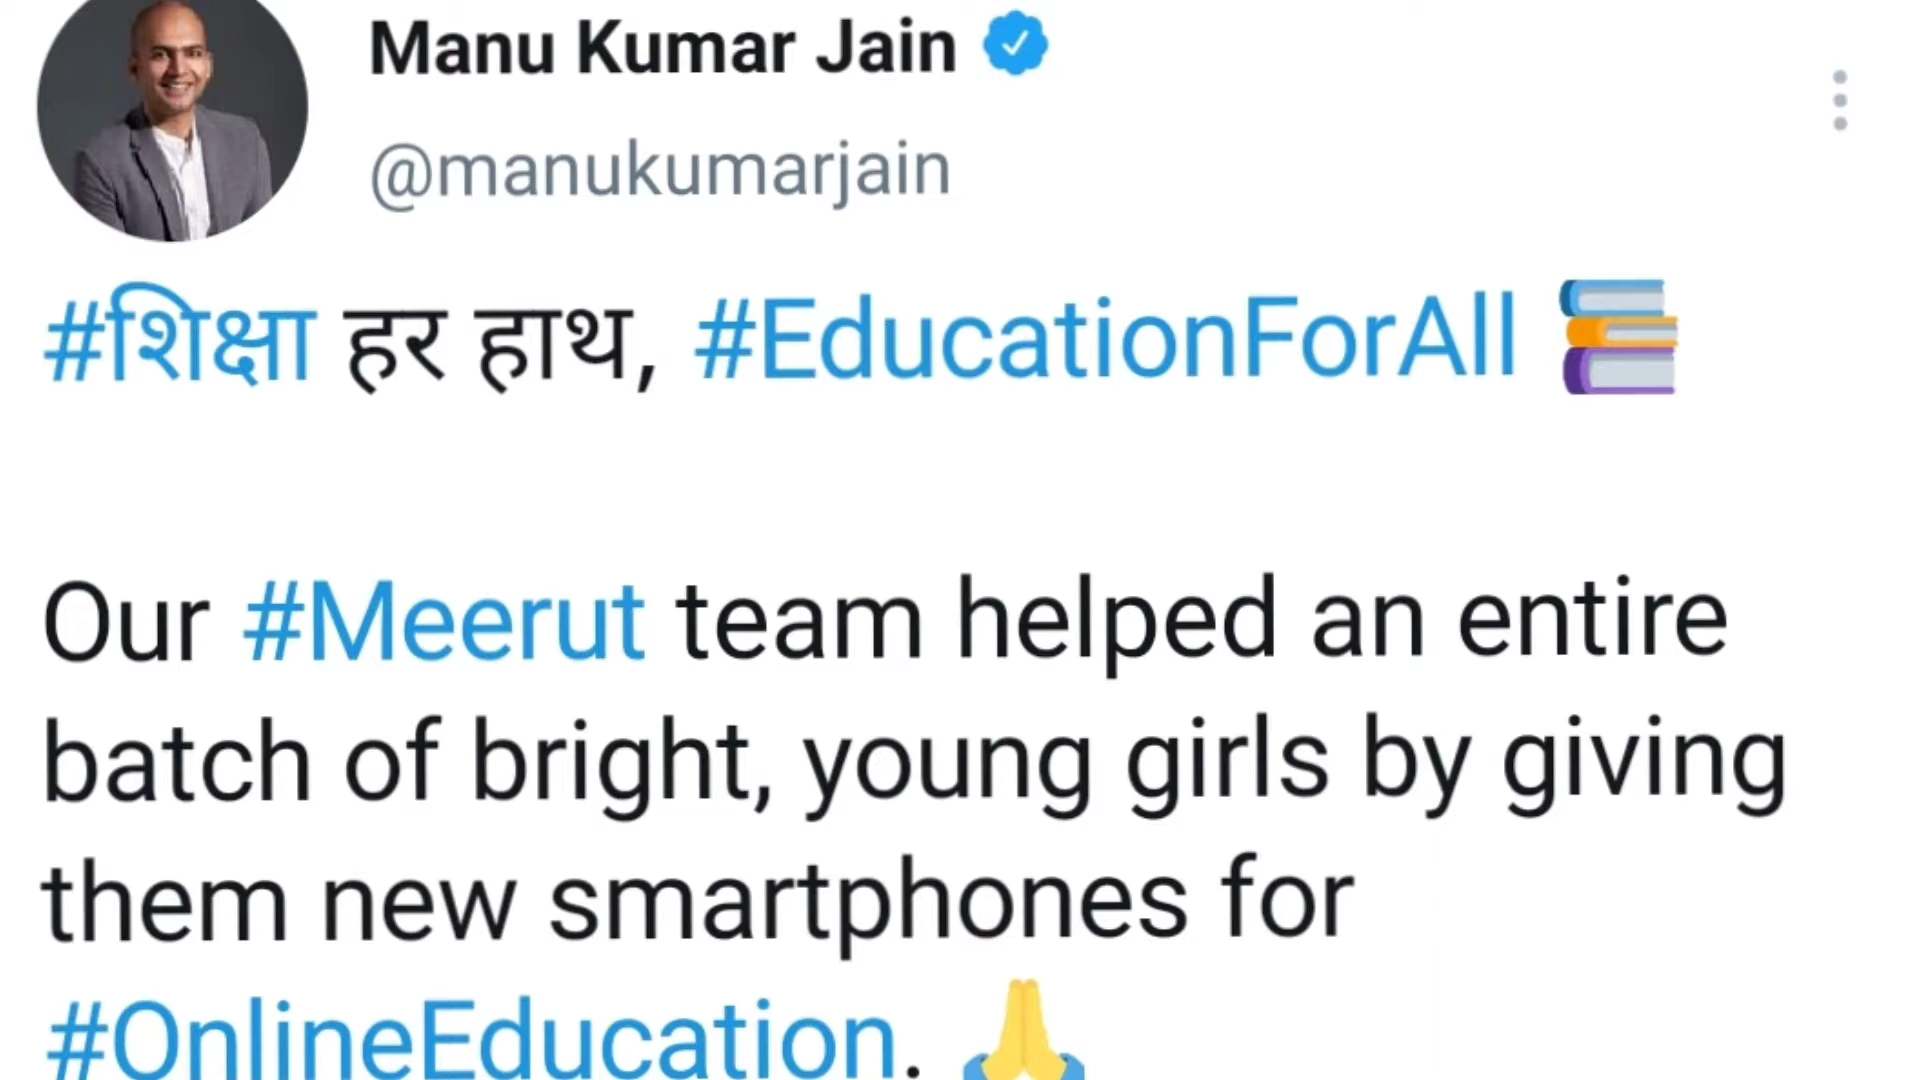 Manu Kumar Jain
@manukumarjain
#शिक्षा हर हाथ, #EducationForAll 📚
Our #Meerut team helped an entire
batch of bright, young girls by giving
them new smartphones for
#OnlineEducation. 🙏